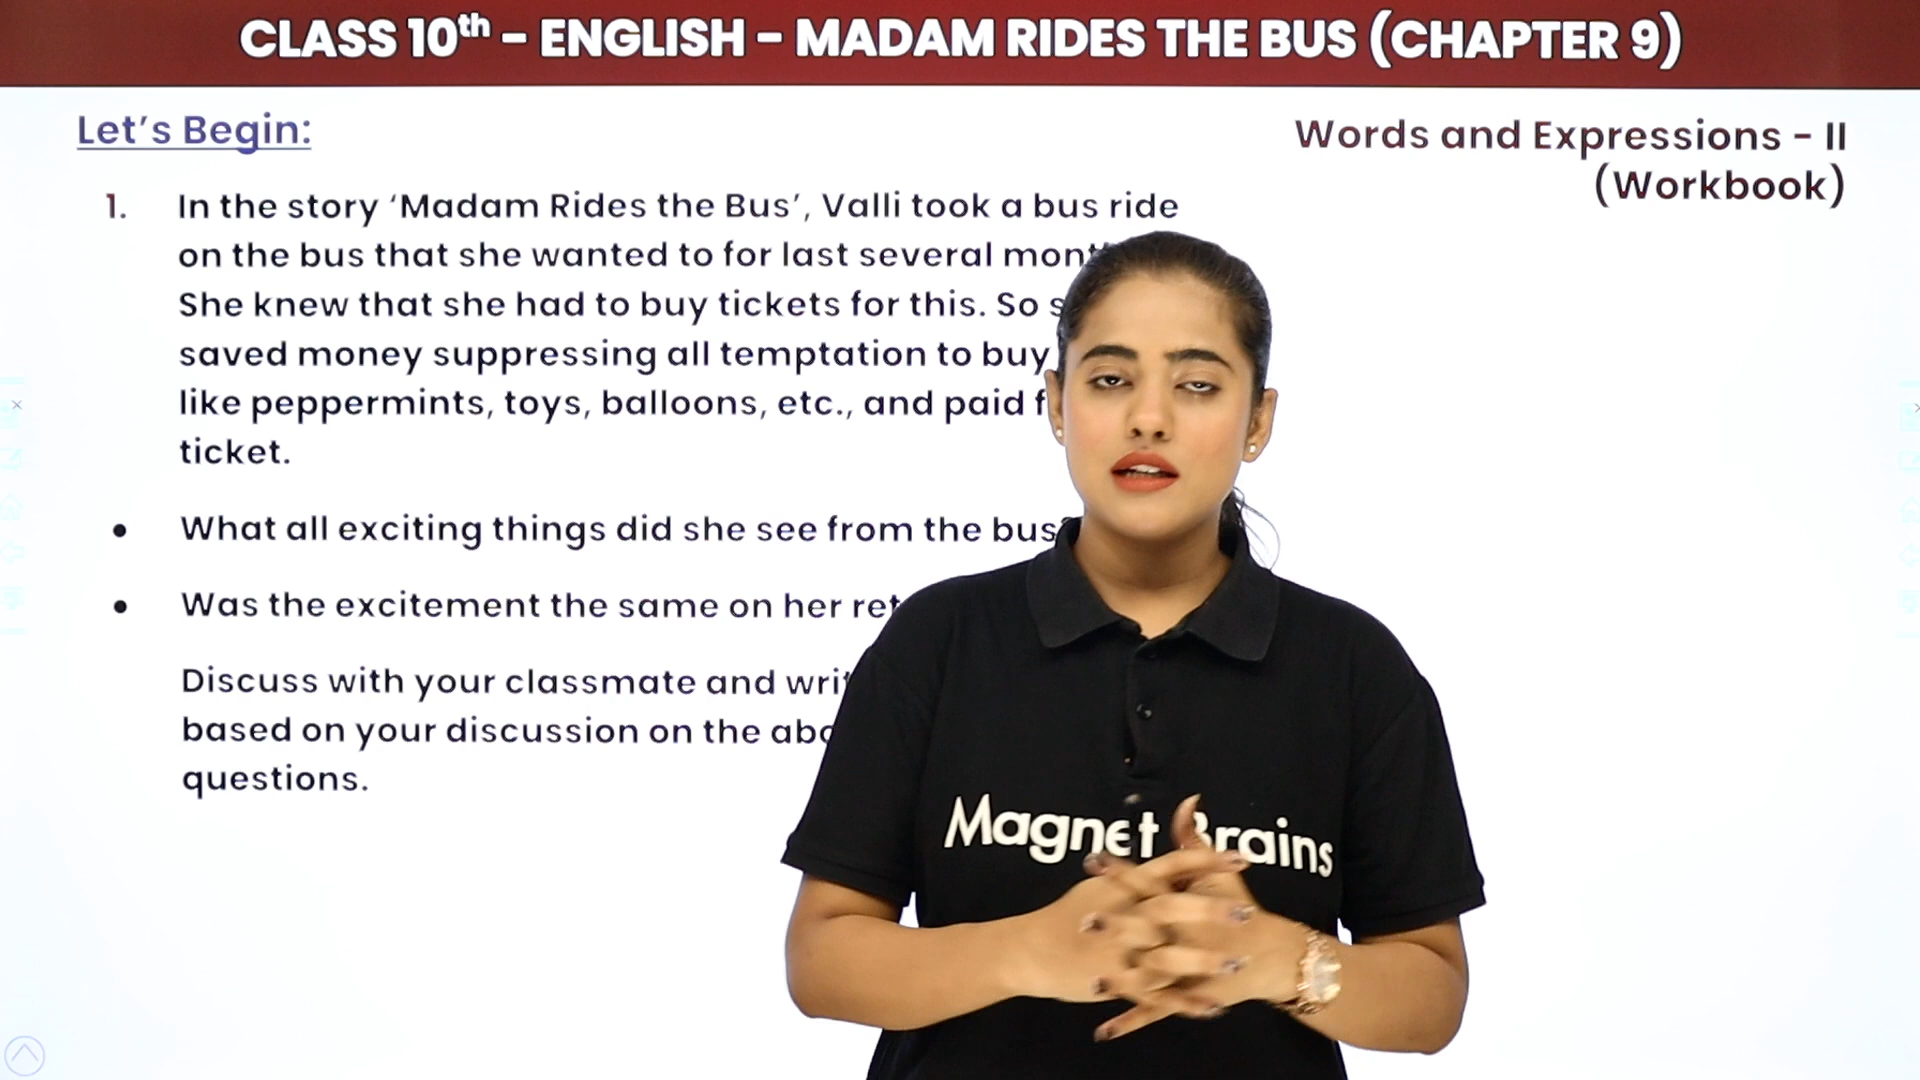 CLASS 10th - ENGLISH - MADAM RIDES THE BUS (CHAPTER 9)
Let's Begin:
Words and Expressions - II
(Workbook)
1. In the story ‘Madam Rides the Bus’, Valli took a bus ride
on the bus that she wanted to for last several
She knew that she had to buy tickets for this. So
saved money suppressing all temptation to buy
like peppermints, toys, balloons, etc., and paid
ticket.
• What all exciting things did she see from the bus?
• Was the excitement the same on her
Discuss with your classmate and
based on your discussion on the
questions.
Magnet Brains